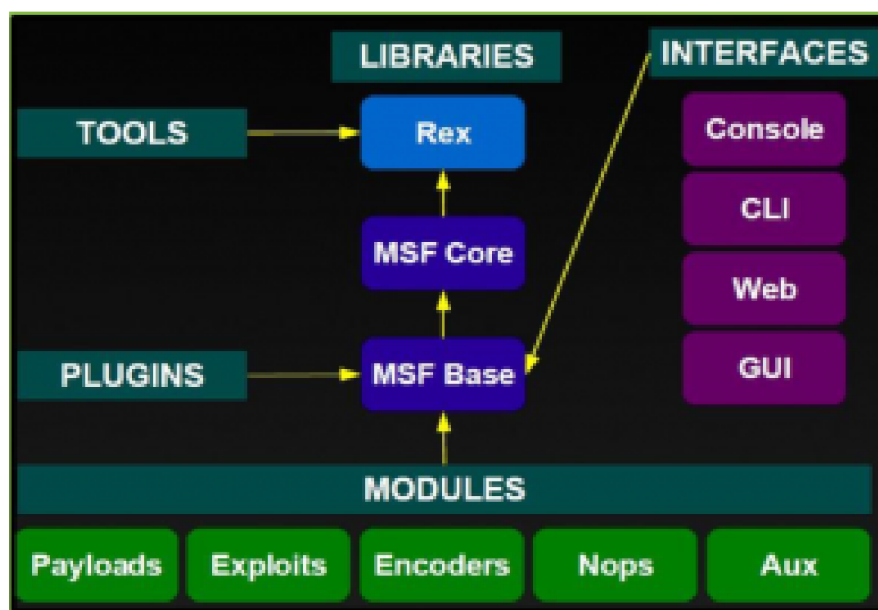 LIBRARIES
INTERFACES
TOOLS
Rex
Console
MSF Core
CLI
Web
PLUGINS
MSF Base
GUI
MODULES
Payloads
Exploits
Encoders
Nops
Aux